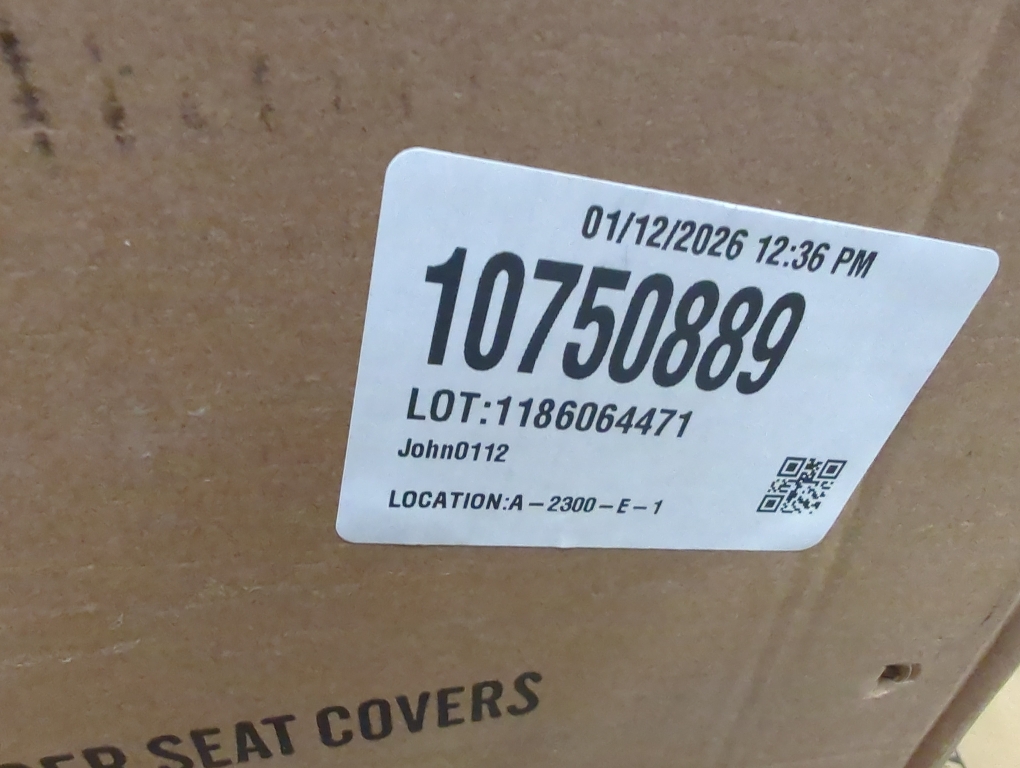 01/12/2026 12:36 PM
10750889
LOT:1186064471
John0112
LOCATION:A-2300-E-1
SEAT COVERS